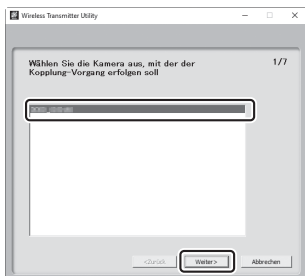 Wireless Transmitter Utility
Wählen Sie die Kamera aus, mit der der
Kopplung-Vorgang erfolgen soll
1/7
<Zurück
Weiter>
Abbrechen